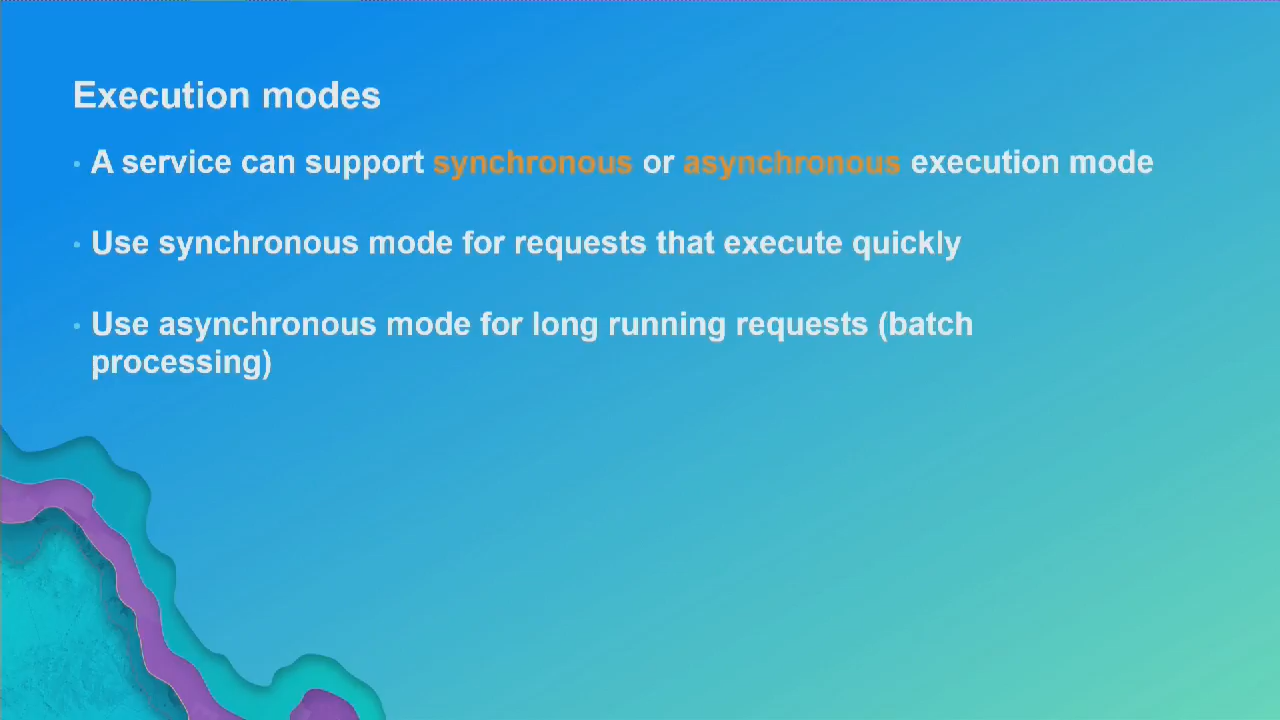 Execution modes
• A service can support synchronous or asynchronous execution mode
• Use synchronous mode for requests that execute quickly
• Use asynchronous mode for long running requests (batch
processing)